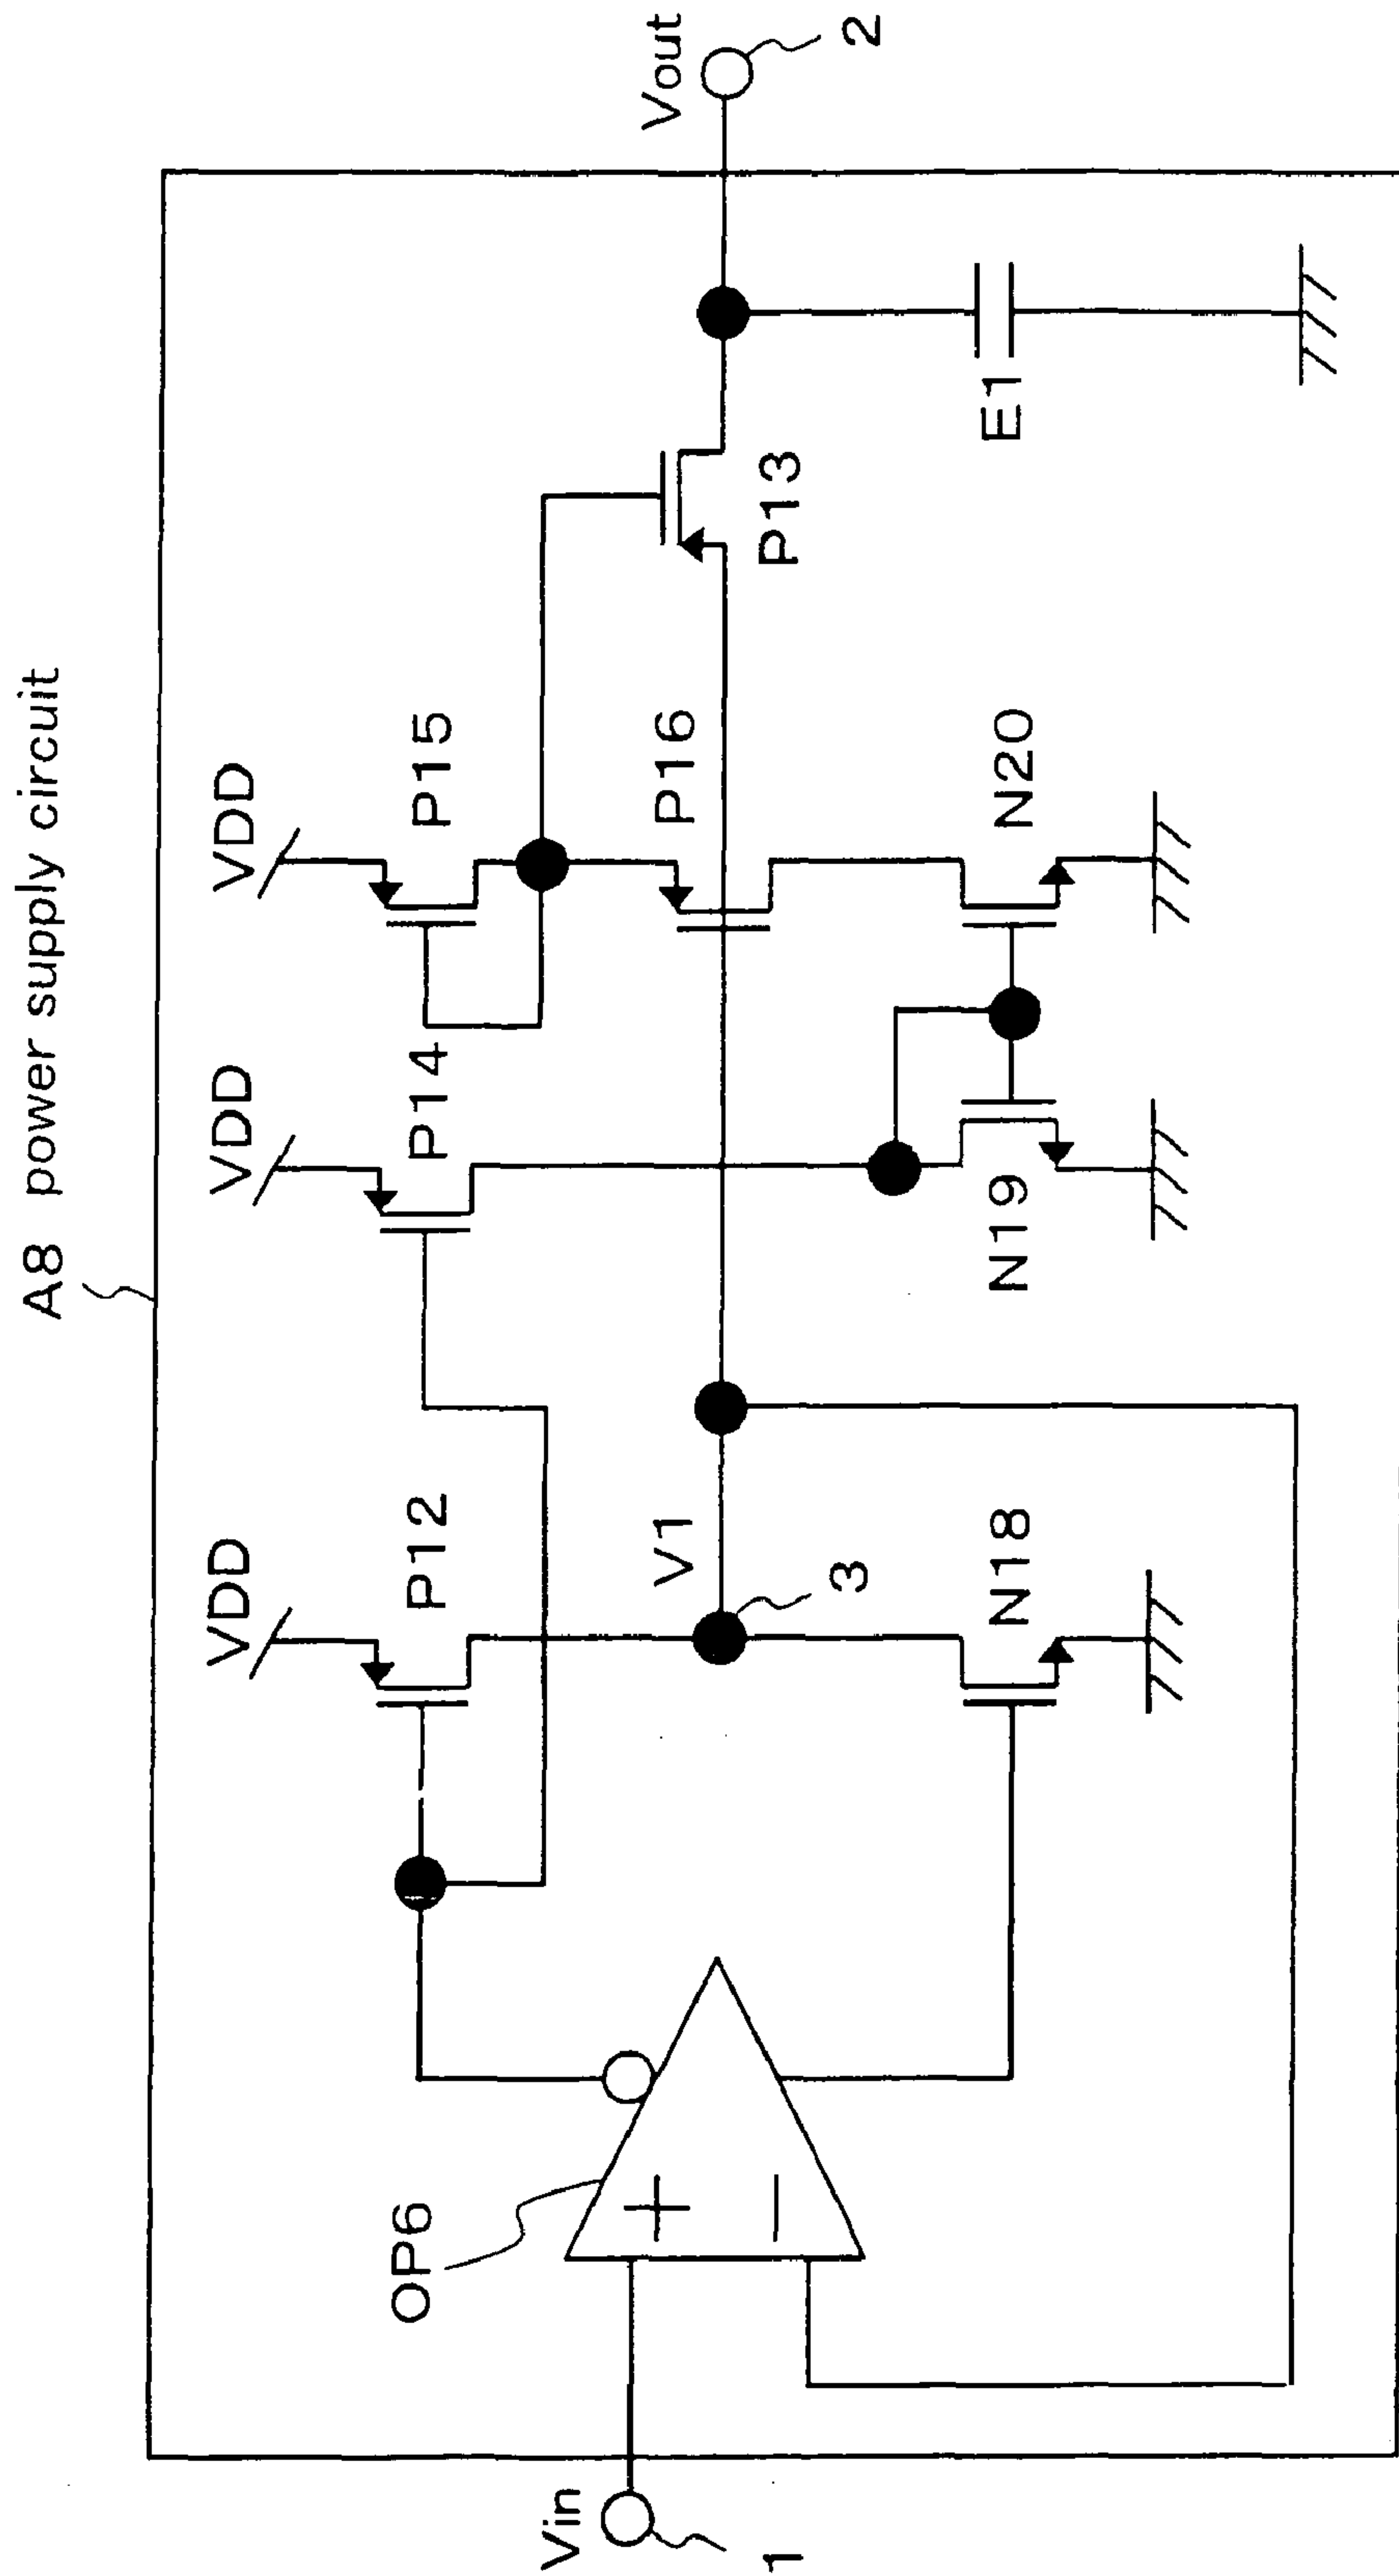 A8 power supply circuit
VDD
VDD
VDD
P12
P14
P15
OP6
Vin
1
V1
3
P16
P13
Vout
2
N18
N19
N20
E1
+
−